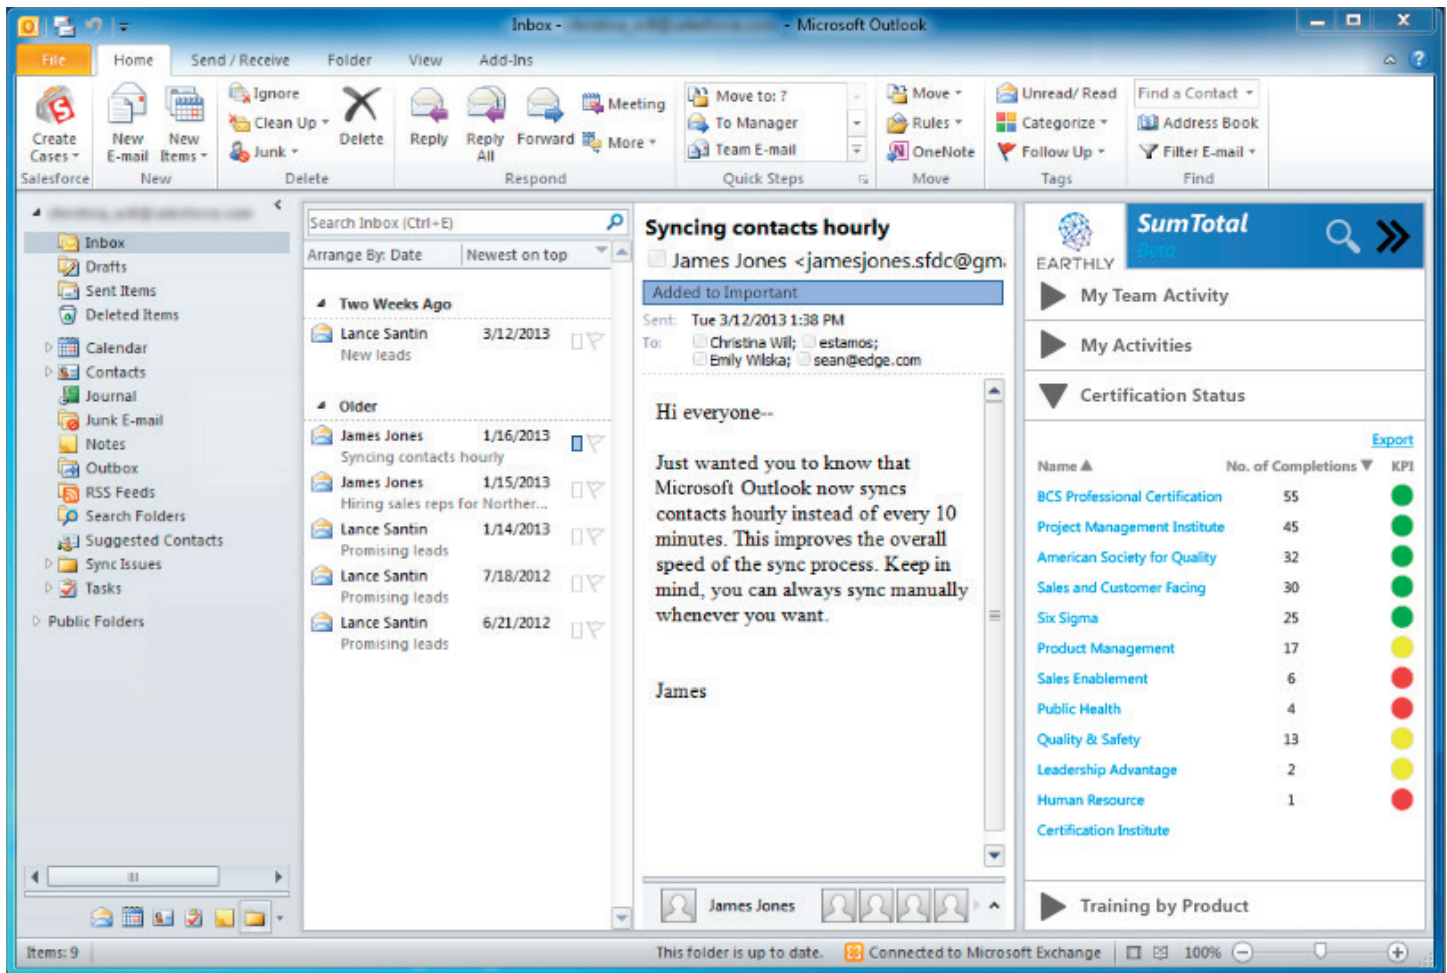 Inbox - - Microsoft Outlook
File Home Send / Receive Folder View Add-Ins
Create Cases
Salesforce
New E-mail
New Items
New
Ignore
Clean Up
Junk
Delete
Delete
Reply
Reply All
Forward
Meeting
More
Respond
Move to: ?
To Manager
Team E-mail
Quick Steps
Move
Rules
OneNote
Move
Unread/ Read
Categorize
Follow Up
Tags
Find a Contact
Address Book
Filter E-mail
Find
Inbox
Drafts
Sent Items
Deleted Items
Calendar
Contacts
Journal
Junk E-mail
Notes
Outbox
RSS Feeds
Search Folders
Suggested Contacts
Sync Issues
Tasks
Public Folders
Search Inbox (Ctrl+E)
Arrange By: Date Newest on top
Two Weeks Ago
Lance Santin 3/12/2013
New leads
Older
James Jones 1/16/2013
Syncing contacts hourly
James Jones 1/15/2013
Hiring sales reps for Norther...
Lance Santin 1/14/2013
Promising leads
Lance Santin 7/18/2012
Promising leads
Lance Santin 6/21/2012
Promising leads
Syncing contacts hourly
James Jones <jamesjones.sfdc@gm
Added to Important
Sent: Tue 3/12/2013 1:38 PM
To: Christina Will; estamos;
Emily Wilska; sean@edge.com
Hi everyone--
Just wanted you to know that
Microsoft Outlook now syncs
contacts hourly instead of every 10
minutes. This improves the overall
speed of the sync process. Keep in
mind, you can always sync manually
whenever you want.
James
James Jones
EARTHLY
SumTotal
Beta
My Team Activity
My Activities
Certification Status
Export
Name No. of Completions KPI
BCS Professional Certification 55
Project Management Institute 45
American Society for Quality 32
Sales and Customer Facing 30
Six Sigma 25
Product Management 17
Sales Enablement 6
Public Health 4
Quality & Safety 13
Leadership Advantage 2
Human Resource 1
Certification Institute
Training by Product
Items: 9
This folder is up to date. Connected to Microsoft Exchange 100%